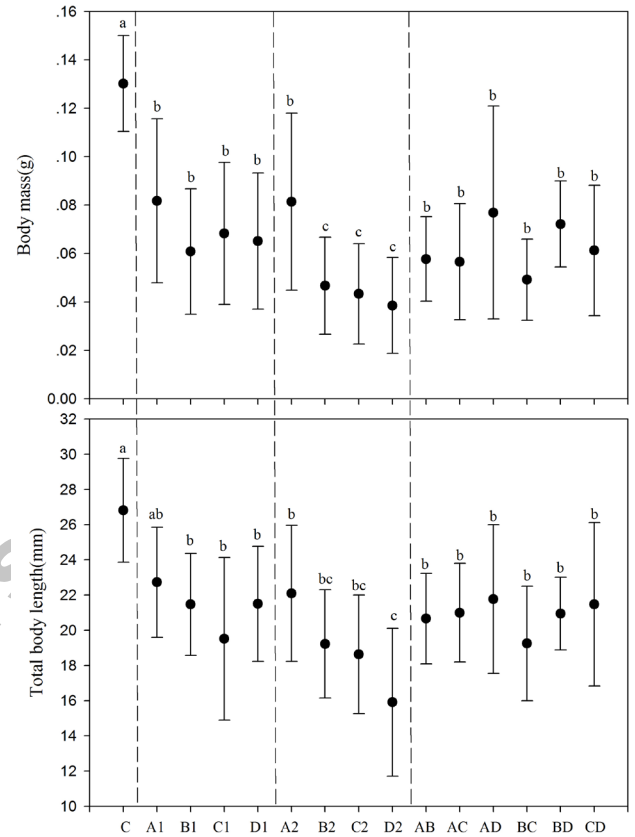 .16
.14
.12
.10
.08
.06
.04
.02
0.00
Body mass(g)
a
b
b
b
b
b
c
c
c
b
b
b
b
b
b
32
30
28
26
24
22
20
18
16
14
12
10
Total body length(mm)
a
ab
b
b
b
b
bc
bc
c
b
b
b
b
b
b
C A1 B1 C1 D1 A2 B2 C2 D2 AB AC AD BC BD CD